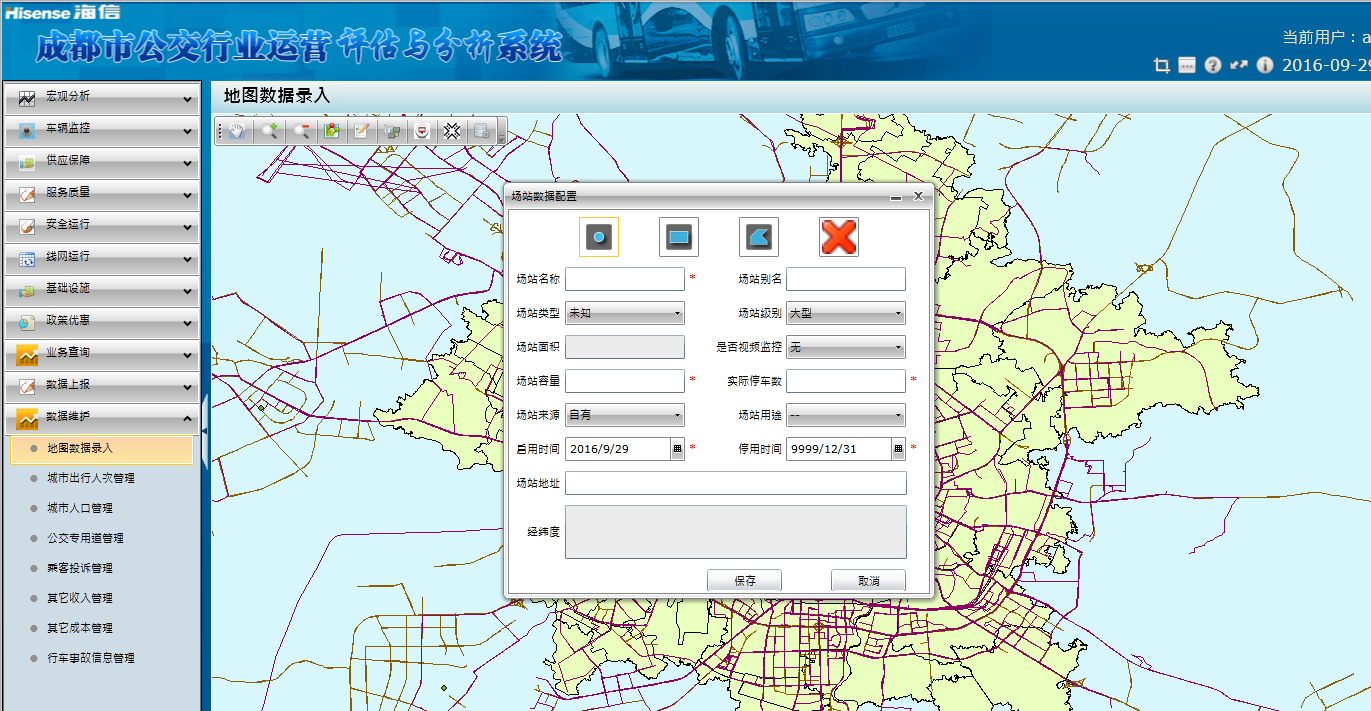 Hisense 海信
成都市公交行业运营评估与分析系统
当前用户：a
2016-09-29
宏观分析
车辆监控
供应保障
服务质量
安全运行
线网运行
基础设施
政策优惠
业务查询
数据上报
数据维护
地图数据录入
城市出行人次管理
城市人口管理
公交专用道管理
乘客投诉管理
其它收入管理
其它成本管理
行车事故信息管理
地图数据录入
场站数据配置
场站名称 * 场站别名
场站类型 未知 场站级别 大型
场站面积 是否视频监控 无
场站容量 * 实际停车数 *
场站来源 自有 场站用途 --
启用时间 2016/9/29 * 停用时间 9999/12/31 *
场站地址
经纬度
保存 取消